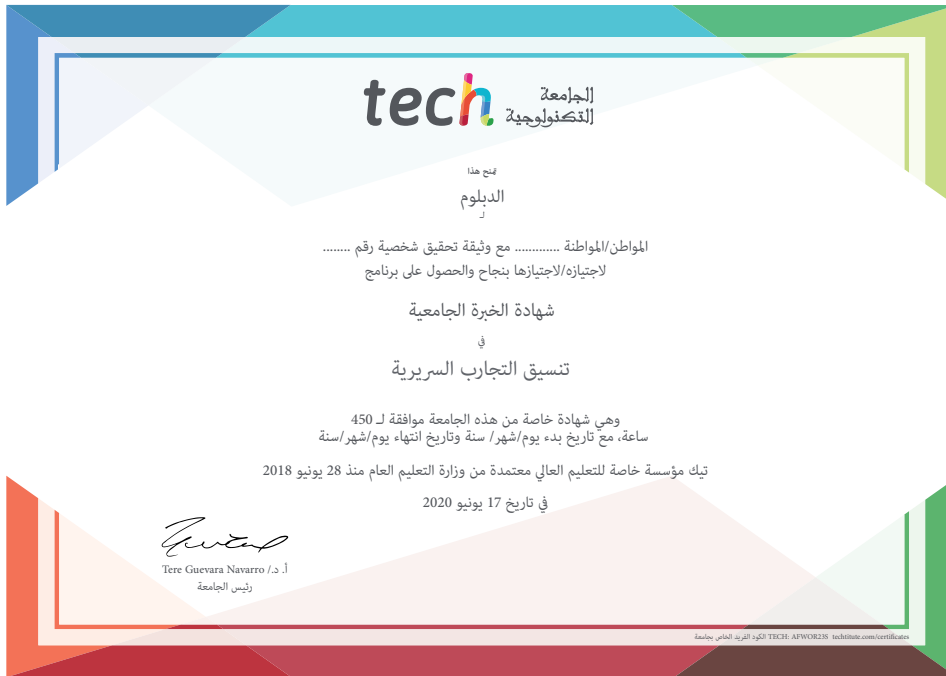 tech الجامعة
التكنولوجية
يمنح هذا
الدبلوم
لـ
المواطن/المواطنة ............. مع وثيقة تحقيق شخصية رقم ........
لاجتيازه/لاجتيازها بنجاح والحصول على برنامج
شهادة الخبرة الجامعية
في
تنسيق التجارب السريرية
وهي شهادة خاصة من هذه الجامعة موافقة لـ 450
ساعة، مع تاريخ بدء يوم/شهر/ سنة وتاريخ انتهاء يوم/شهر/سنة
تيك مؤسسة خاصة للتعليم العالي معتمدة من وزارة التعليم العام منذ 28 يونيو 2018
في تاريخ 17 يونيو 2020
أ. د./ Tere Guevara Navarro
رئيس الجامعة
الكود الفريد الخاص بجامعة TECH: AFWOR23S techtitute.com/certificates